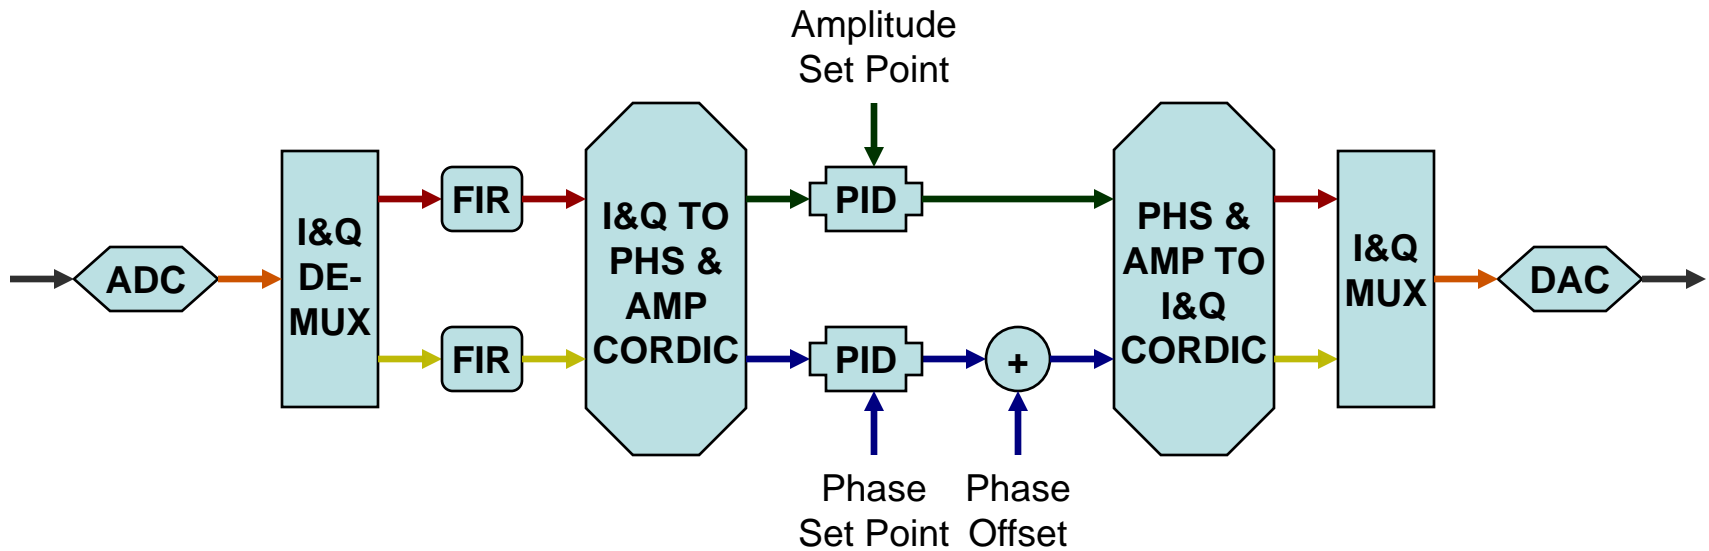 Amplitude
Set Point
ADC
I&Q
DE-
MUX
FIR
FIR
I&Q TO
PHS &
AMP
CORDIC
PID
PID
+
PHS &
AMP TO
I&Q
CORDIC
I&Q
MUX
DAC
Phase
Set Point
Phase
Offset